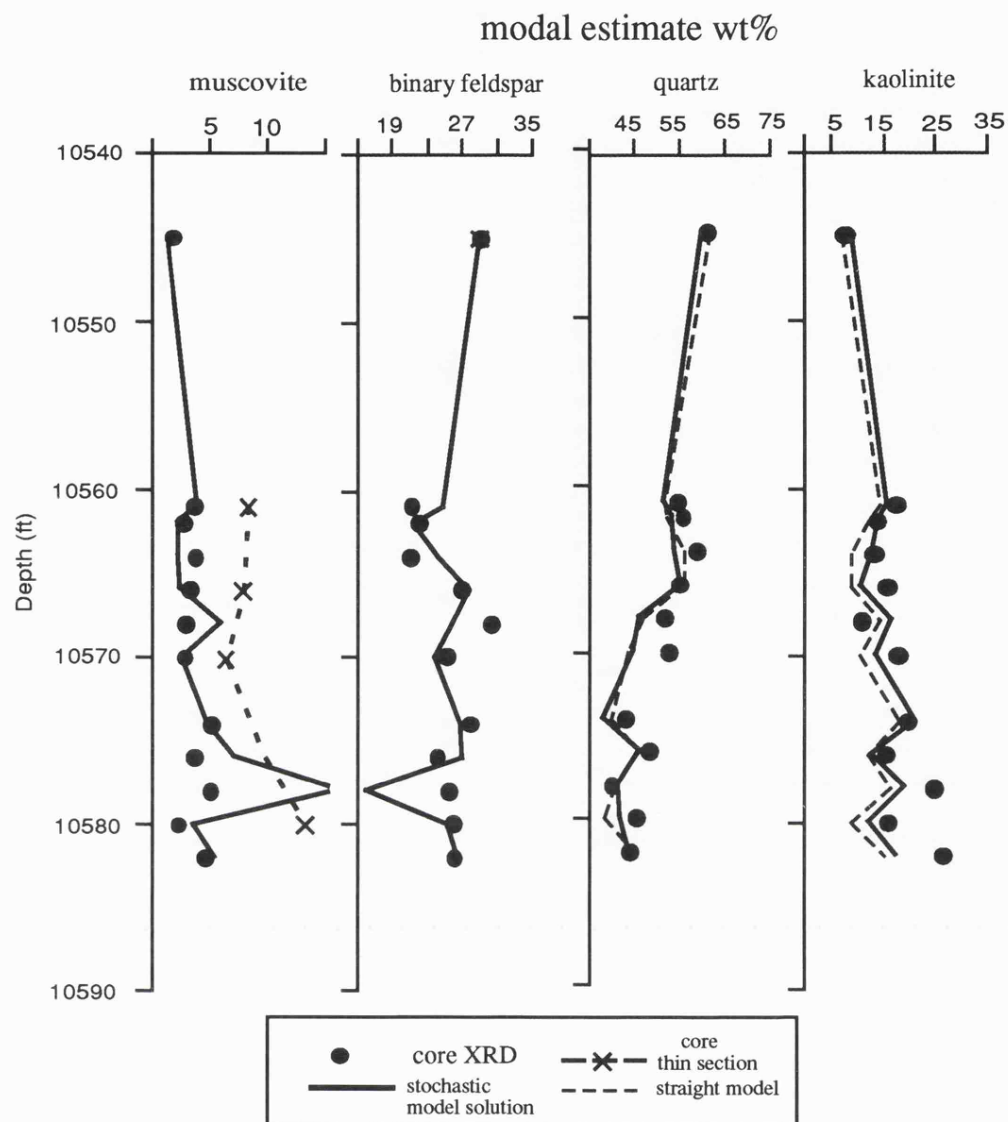 modal estimate wt%
muscovite
binary feldspar
quartz
kaolinite
5 10
19 27 35
45 55 65 75
5 15 25 35
10540
10550
10560
10570
10580
10590
Depth (ft)
core XRD
core
thin section
stochastic
model solution
straight model